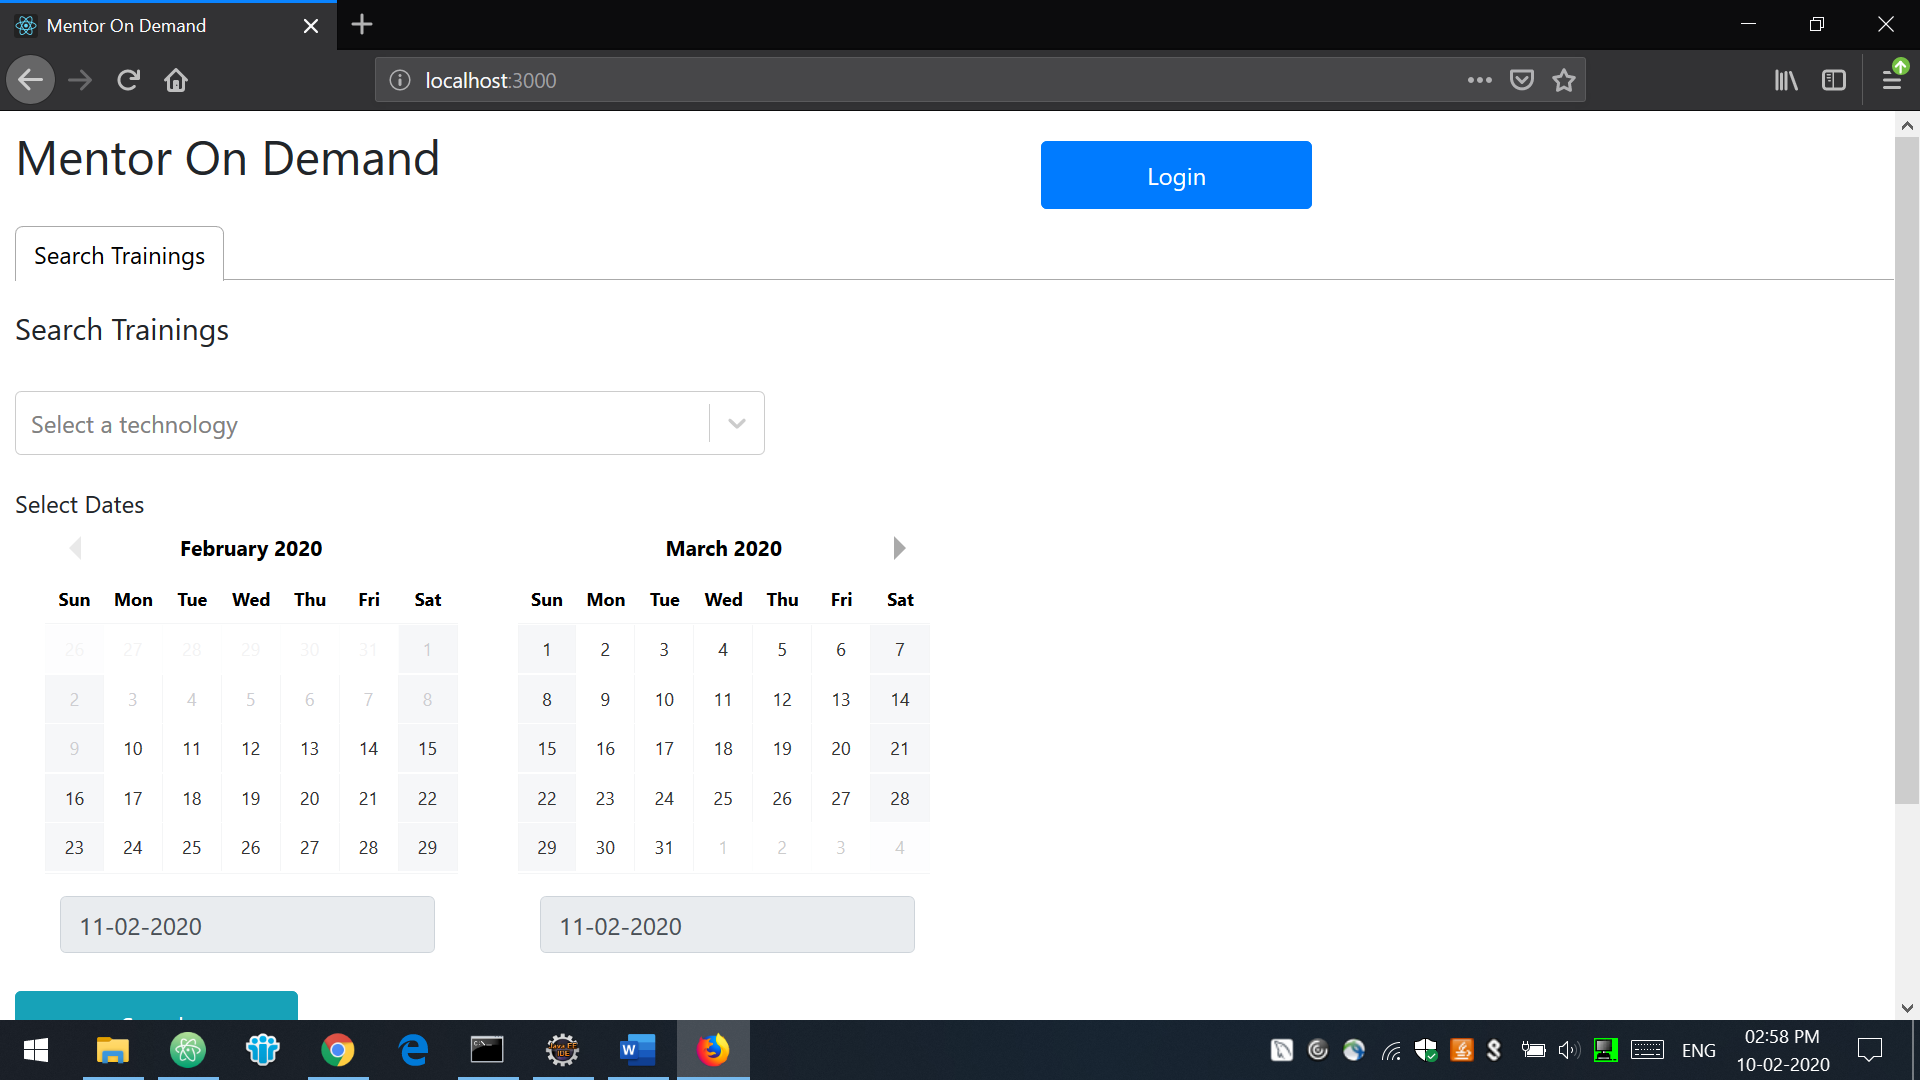 Mentor On Demand
localhost:3000
Mentor On Demand
Login
Search Trainings
Search Trainings
Select a technology
Select Dates
February 2020 March 2020
Sun Mon Tue Wed Thu Fri Sat Sun Mon Tue Wed Thu Fri Sat
26 27 28 29 30 31 1 1 2 3 4 5 6 7
2 3 4 5 6 7 8 8 9 10 11 12 13 14
9 10 11 12 13 14 15 15 16 17 18 19 20 21
16 17 18 19 20 21 22 22 23 24 25 26 27 28
23 24 25 26 27 28 29 29 30 31 1 2 3 4
11-02-2020 11-02-2020
ENG
02:58 PM
10-02-2020